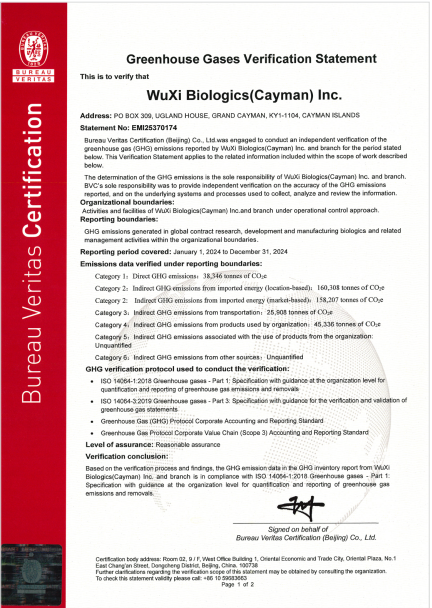 BUREAU
VERITAS
Bureau Veritas Certification
Greenhouse Gases Verification Statement
This is to verify that
WuXi Biologics(Cayman) Inc.
Address: PO BOX 309, UGLAND HOUSE, GRAND CAYMAN, KY1-1104, CAYMAN ISLANDS
Statement No: EMI25370174
Bureau Veritas Certification (Beijing) Co., Ltd.was engaged to conduct an independent verification of the
greenhouse gas (GHG) emissions reported by WuXi Biologics(Cayman) Inc. and branch for the period stated
below. This Verification Statement applies to the related information included within the scope of work described
below.
The determination of the GHG emissions is the sole responsibility of WuXi Biologics(Cayman) Inc. and branch.
BVC's sole responsibility was to provide independent verification on the accuracy of the GHG emissions
reported, and on the underlying systems and processes used to collect, analyze and review the information.
Organizational boundaries:
Activities and facilities of WuXi Biologics(Cayman) Inc.and branch under operational control approach.
Reporting boundaries:
GHG emissions generated in global contract research, development and manufacturing biologics and related
management activities within the organizational boundaries.
Reporting period covered: January 1, 2024 to December 31, 2024
Emissions data verified under reporting boundaries:
Category 1: Direct GHG emissions: 38,346 tonnes of CO₂e
Category 2: Indirect GHG emissions from imported energy (location-based): 160,308 tonnes of CO₂e
Category 2: Indirect GHG emissions from imported energy (market-based): 158,207 tonnes of CO₂e
Category 3: Indirect GHG emissions from transportation: 25,908 tonnes of CO₂e
Category 4: Indirect GHG emissions from products used by organization: 45,336 tonnes of CO₂e
Category 5: Indirect GHG emissions associated with the use of products from the organization:
Unquantified
Category 6: Indirect GHG emissions from other sources: Unquantified
GHG verification protocol used to conduct the verification:
• ISO 14064-1:2018 Greenhouse gases - Part 1: Specification with guidance at the organization level for
quantification and reporting of greenhouse gas emissions and removals
• ISO 14064-3:2019 Greenhouse gases - Part 3: Specification with guidance for the verification and validation of
greenhouse gas statements
• Greenhouse Gas (GHG) Protocol Corporate Accounting and Reporting Standard
• Greenhouse Gas Protocol Corporate Value Chain (Scope 3) Accounting and Reporting Standard
Level of assurance: Reasonable assurance
Verification conclusion:
Based on the verification process and findings, the GHG emission data in the GHG inventory report from WuXi
Biologics(Cayman) Inc. and branch is in compliance with ISO 14064-1:2018 Greenhouse gases - Part 1:
Specification with guidance at the organization level for quantification and reporting of greenhouse gas
emissions and removals.
Signed on behalf of
Bureau Veritas Certification (Beijing) Co., Ltd.
Certification body address: Room 02, 9 / F, West Office Building 1, Oriental Economic and Trade City, Oriental Plaza, No.1
East Chang'an Street, Dongcheng District, Beijing, China. 100738
Further clarifications regarding the verification scope of this statement may be obtained by consulting the organization.
To check this statement validity please call: +86 10 59683663
Page 1 of 2